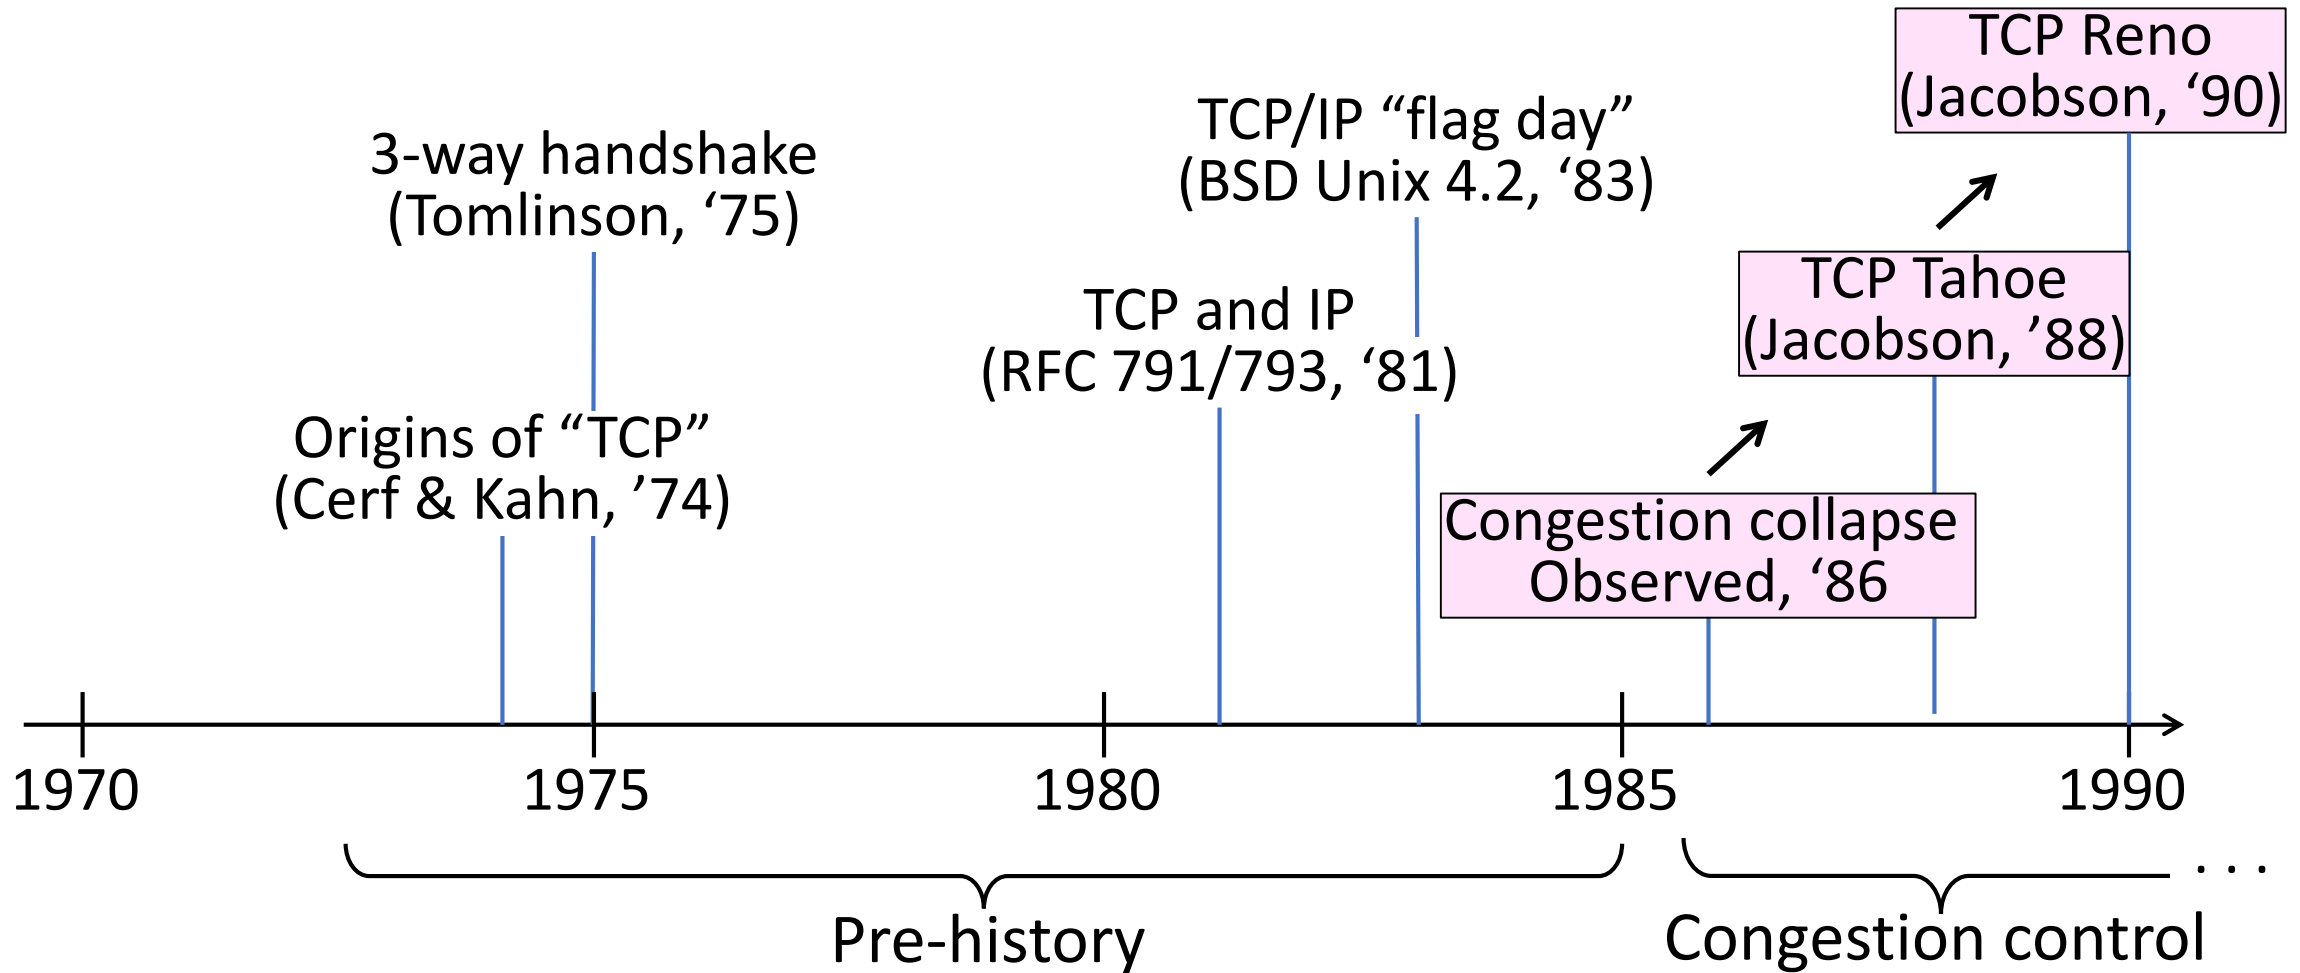 TCP Reno
(Jacobson, ‘90)
TCP/IP “flag day”
(BSD Unix 4.2, ‘83)
3-way handshake
(Tomlinson, ‘75)
TCP Tahoe
(Jacobson, ’88)
TCP and IP
(RFC 791/793, ‘81)
Origins of “TCP”
(Cerf & Kahn, ’74)
Congestion collapse
Observed, ‘86
1970
1975
1980
1985
1990
. . .
Pre-history
Congestion control